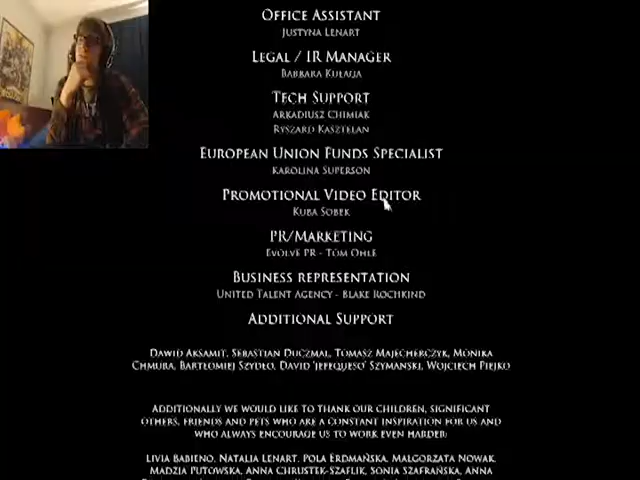 Office Assistant
Justyna Lenart
Legal / IR Manager
Barbara Kułaga
Tech Support
Arkadiusz Chimiak
Ryszard Kasztelan
European Union Funds Specialist
Karolina Superson
Promotional Video Editor
Kuba Sobek
PR/Marketing
Evolve PR - Tom Ohle
Business representation
United Talent Agency - Blake Rochkind
Additional Support
Dawid Aksamit, Sebastian Duczmal, Tomasz Majecherczyk, Monika
Chmura, Bartłomiej Szydło, David 'jefequeso' Szymanski, Wojciech Piejko
Additionally we would like to thank our children, significant
others, friends and pets who are a constant inspiration for us and
who always encourage us to work even harder:
Livia Babieno, Natalia Lenart, Pola Erdmańska, Małgorzata Nowak,
Madzia Putowska, Anna Chrustek-Szaflik, Sonia Szafrańska, Anna